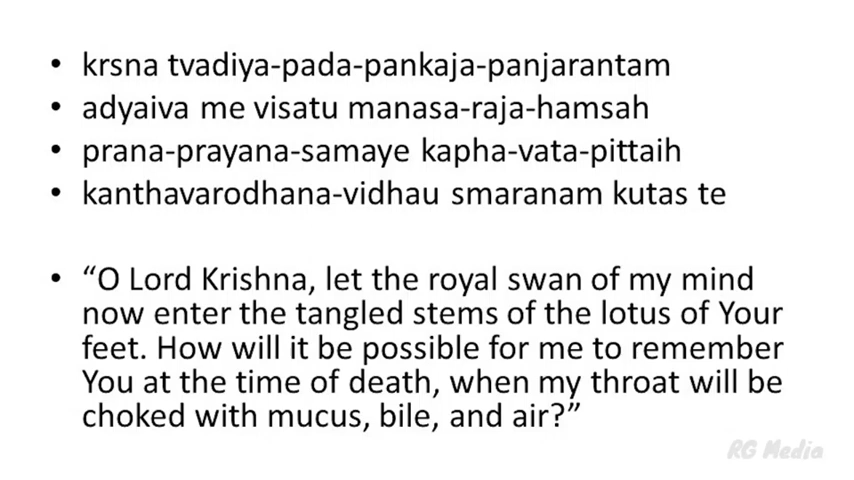 • krsna tvadiya-pada-pankaja-panjarantam
• adyaiva me visatu manasa-raja-hamsah
• prana-prayana-samaye kapha-vata-pittaih
• kanthavarodhana-vidhau smaranam kutas te
• “O Lord Krishna, let the royal swan of my mind
now enter the tangled stems of the lotus of Your
feet. How will it be possible for me to remember
You at the time of death, when my throat will be
choked with mucus, bile, and air?”
RG Media